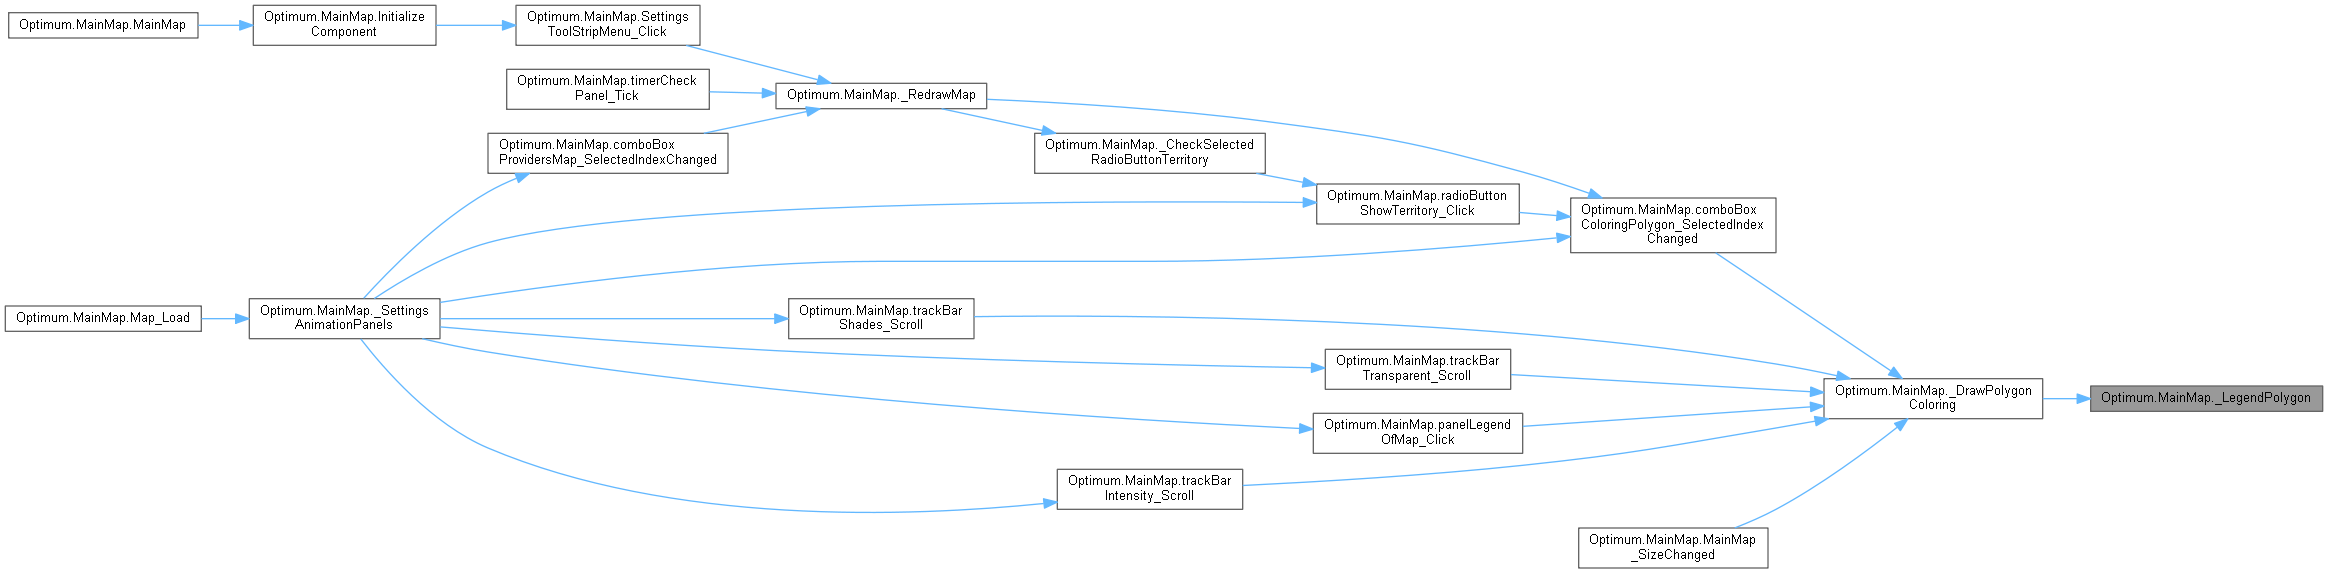 Optimum.MainMap.MainMap
Optimum.MainMap.Initialize
Component
Optimum.MainMap.Settings
ToolStripMenu_Click
Optimum.MainMap.timerCheck
Panel_Tick
Optimum.MainMap._RedrawMap
Optimum.MainMap.comboBox
ProvidersMap_SelectedIndexChanged
Optimum.MainMap._CheckSelected
RadioButtonTerritory
Optimum.MainMap.radioButton
ShowTerritory_Click
Optimum.MainMap.comboBox
ColoringPolygon_SelectedIndex
Changed
Optimum.MainMap.Map_Load
Optimum.MainMap._Settings
AnimationPanels
Optimum.MainMap.trackBar
Shades_Scroll
Optimum.MainMap.trackBar
Transparent_Scroll
Optimum.MainMap._DrawPolygon
Coloring
Optimum.MainMap._LegendPolygon
Optimum.MainMap.panelLegend
OfMap_Click
Optimum.MainMap.trackBar
Intensity_Scroll
Optimum.MainMap.MainMap
_SizeChanged